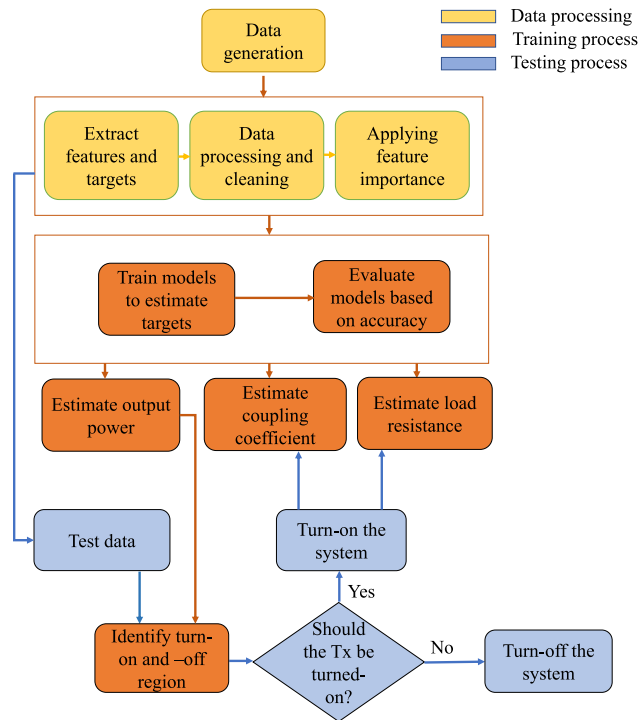 Data
generation
Data processing
Training process
Testing process
Extract
features and
targets
Data
processing and
cleaning
Applying
feature
importance
Train models
to estimate
targets
Evaluate
models based
on accuracy
Estimate output
power
Estimate
coupling
coefficient
Estimate load
resistance
Test data
Turn-on the
system
Yes
Identify turn-
on and –off
region
Should
the Tx be
turned-
on?
No
Turn-off the
system